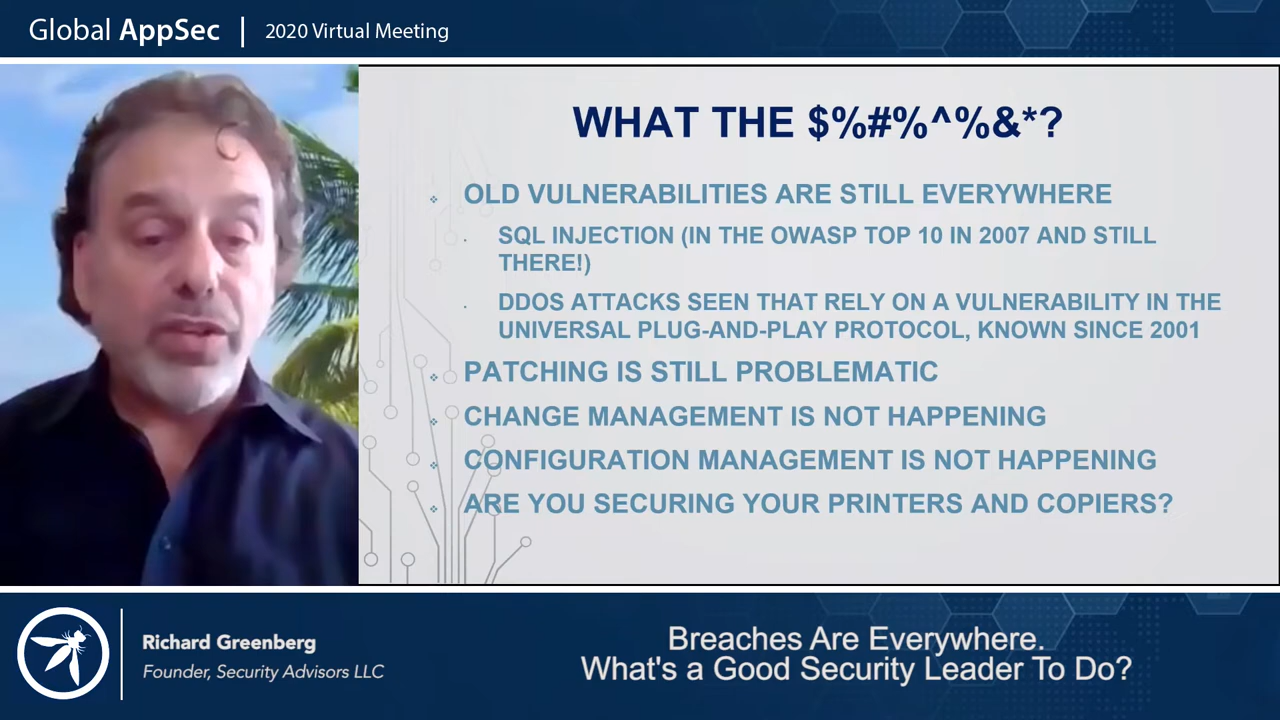 Global AppSec | 2020 Virtual Meeting
WHAT THE $%#%^%&*?
OLD VULNERABILITIES ARE STILL EVERYWHERE
SQL INJECTION (IN THE OWASP TOP 10 IN 2007 AND STILL
THERE!)
DDOS ATTACKS SEEN THAT RELY ON A VULNERABILITY IN THE
UNIVERSAL PLUG-AND-PLAY PROTOCOL, KNOWN SINCE 2001
PATCHING IS STILL PROBLEMATIC
CHANGE MANAGEMENT IS NOT HAPPENING
CONFIGURATION MANAGEMENT IS NOT HAPPENING
ARE YOU SECURING YOUR PRINTERS AND COPIERS?
Richard Greenberg
Founder, Security Advisors LLC
Breaches Are Everywhere.
What's a Good Security Leader To Do?